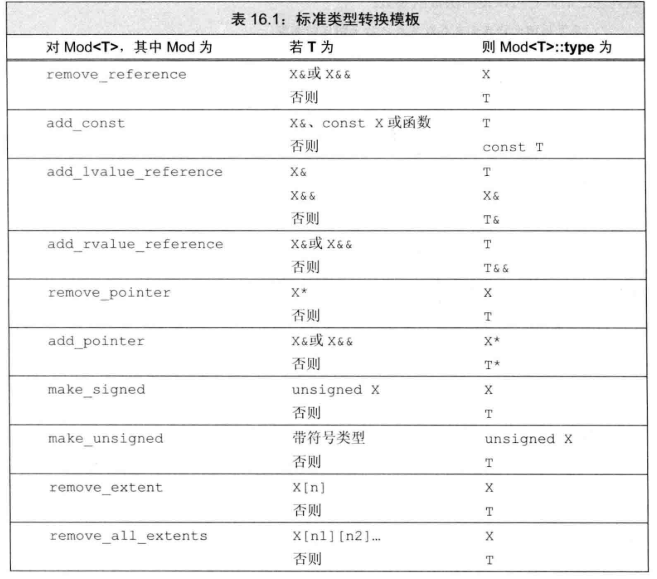 表 16.1：标准类型转换模板
对 Mod<T>，其中 Mod 为 若 T 为 则 Mod<T>::type 为
remove_reference X&或 X&& X
否则 T
add_const X&、const X 或函数 T
否则 const T
add_lvalue_reference X& T
X&& X&
否则 T&
add_rvalue_reference X&或 X&& T
否则 T&&
remove_pointer X* X
否则 T
add_pointer X&或 X&& X*
否则 T*
make_signed unsigned X X
否则 T
make_unsigned 带符号类型 unsigned X
否则 T
remove_extent X[n] X
否则 T
remove_all_extents X[n1][n2]… X
否则 T